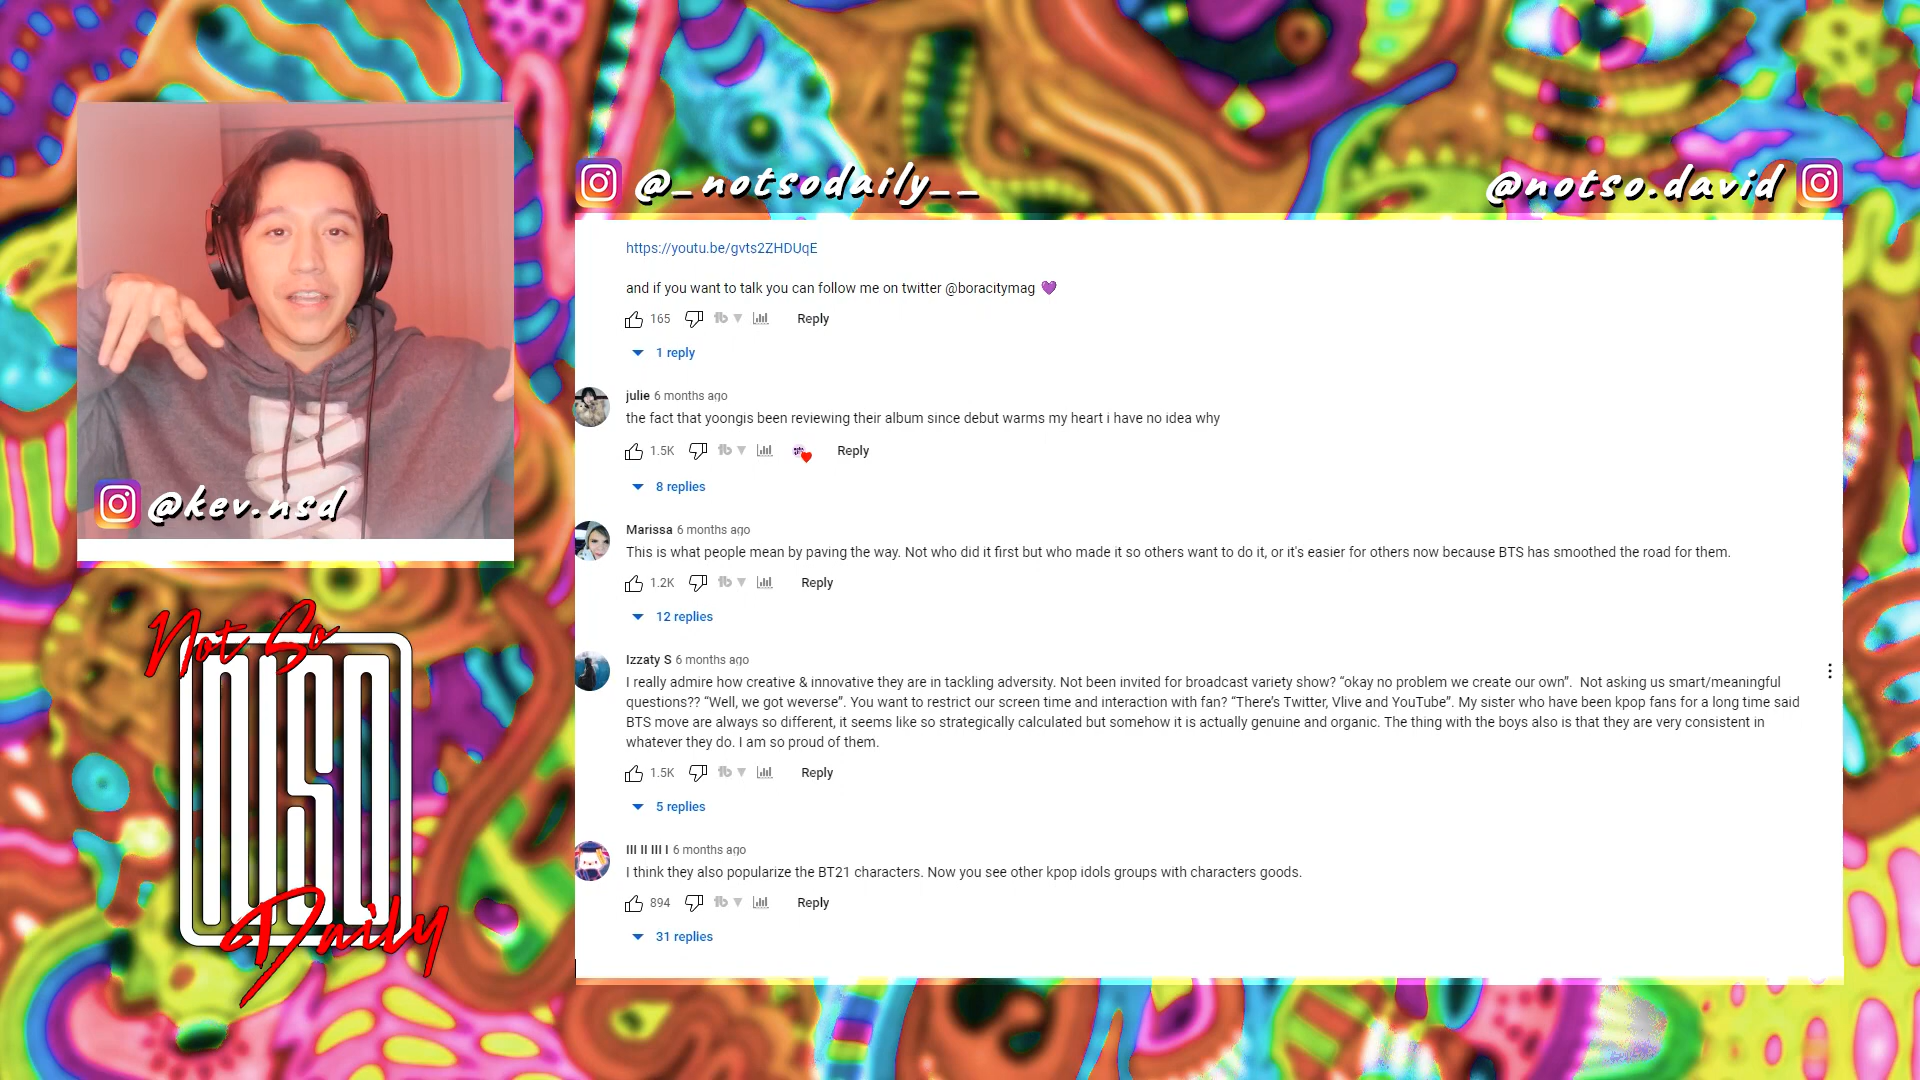 @_notsodaily__
@notso.david
https://youtu.be/gvts2ZHDUqE
and if you want to talk you can follow me on twitter @boracitymag 💜
165 Reply
1 reply
julie 6 months ago
the fact that yoongis been reviewing their album since debut warms my heart i have no idea why
1.5K Reply
8 replies
Marissa 6 months ago
This is what people mean by paving the way. Not who did it first but who made it so others want to do it, or it's easier for others now because BTS has smoothed the road for them.
1.2K Reply
12 replies
Izzaty S 6 months ago
I really admire how creative & innovative they are in tackling adversity. Not been invited for broadcast variety show? “okay no problem we create our own”. Not asking us smart/meaningful
questions?? “Well, we got weverse”. You want to restrict our screen time and interaction with fan? “There’s Twitter, Vlive and YouTube”. My sister who have been kpop fans for a long time said
BTS move are always so different, it seems like so strategically calculated but somehow it is actually genuine and organic. The thing with the boys also is that they are very consistent in
whatever they do. I am so proud of them.
1.5K Reply
5 replies
III II III I 6 months ago
I think they also popularize the BT21 characters. Now you see other kpop idols groups with characters goods.
894 Reply
31 replies
@kev.nsd
Not So
NSD
Daily